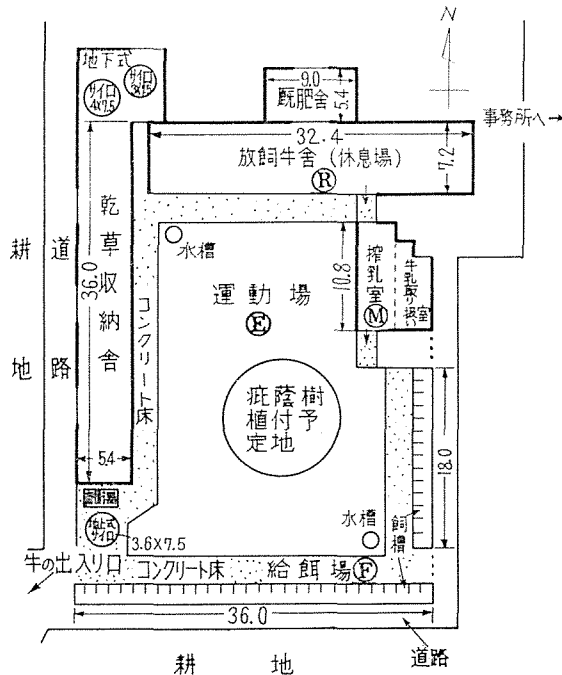 N
地下式
サイロ
4×7.5
サイロ
9.0
厩肥舎
5.4
事務所へ→
32.4
放飼牛舎（休息場）
Ⓡ
7.2
乾草収納舎
36.0
5.4
耕地
道路
コンクリート床
水槽
運動場
Ⓔ
10.8
搾乳室
Ⓜ
牛乳取り扱い室
庇蔭樹
植付予
定地
18.0
飼槽
水槽
地上式
サイロ
3.6×7.5
牛の出入り口
コンクリート床
給餌場Ⓕ
36.0
道路
耕地